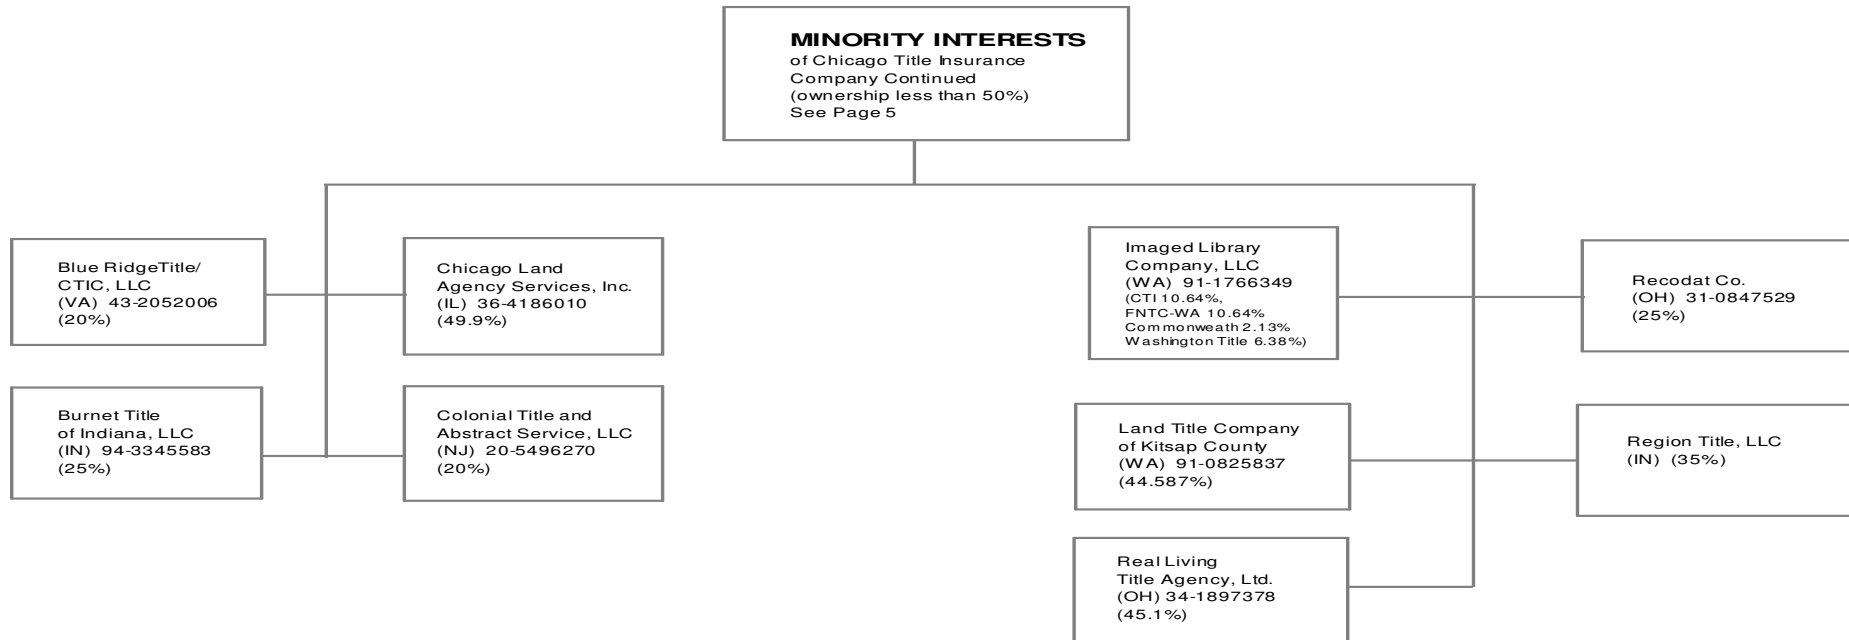 MINORITY INTERESTS
of Chicago Title Insurance
Company Continued
(ownership less than 50%)
See Page 5
Blue RidgeTitle/
CTIC, LLC
(VA) 43-2052006
(20%)
Chicago Land
Agency Services, Inc.
(IL) 36-4186010
(49.9%)
Imaged Library
Company, LLC
(WA) 91-1766349
(CTI 10.64%,
FNTC-WA 10.64%
Commonweath 2.13%
Washington Title 6.38%)
Recodat Co.
(OH) 31-0847529
(25%)
Burnet Title
of Indiana, LLC
(IN) 94-3345583
(25%)
Colonial Title and
Abstract Service, LLC
(NJ) 20-5496270
(20%)
Land Title Company
of Kitsap County
(WA) 91-0825837
(44.587%)
Region Title, LLC
(IN) (35%)
Real Living
Title Agency, Ltd.
(OH) 34-1897378
(45.1%)